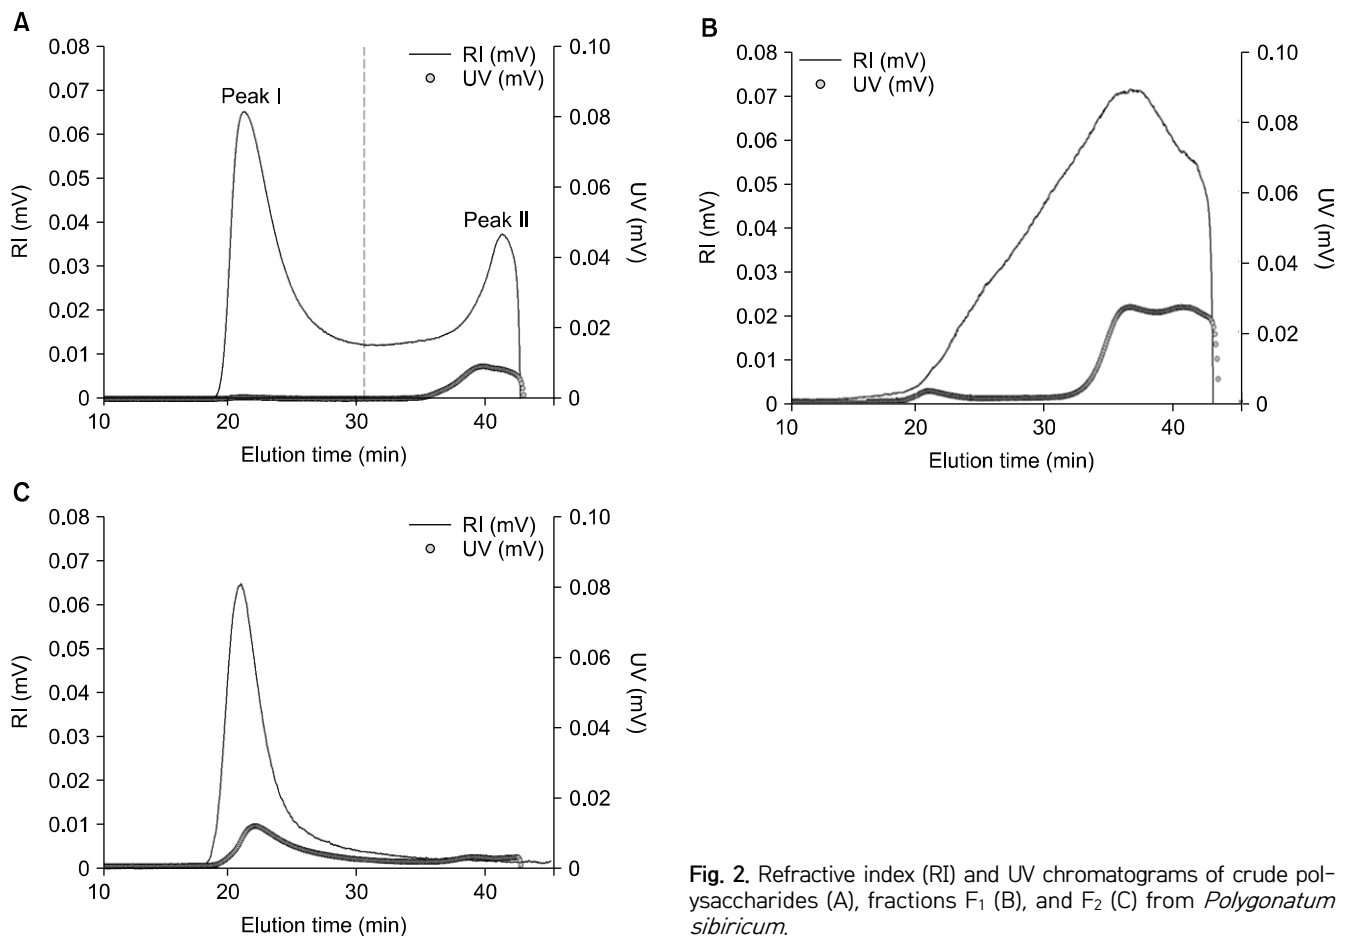 A
0.08
0.07
0.06
0.05
0.04
0.03
0.02
0.01
0
RI (mV)
0.10
0.08
0.06
0.04
0.02
0
UV (mV)
RI (mV)
UV (mV)
Peak I
Peak II
10
20
30
40
Elution time (min)
B
0.08
0.07
0.06
0.05
0.04
0.03
0.02
0.01
0
RI (mV)
0.10
0.08
0.06
0.04
0.02
0
UV (mV)
RI (mV)
UV (mV)
10
20
30
40
Elution time (min)
C
0.08
0.07
0.06
0.05
0.04
0.03
0.02
0.01
0
RI (mV)
0.10
0.08
0.06
0.04
0.02
0
UV (mV)
RI (mV)
UV (mV)
10
20
30
40
Elution time (min)
Fig. 2. Refractive index (RI) and UV chromatograms of crude pol-
ysaccharides (A), fractions F₁ (B), and F₂ (C) from Polygonatum
sibiricum.